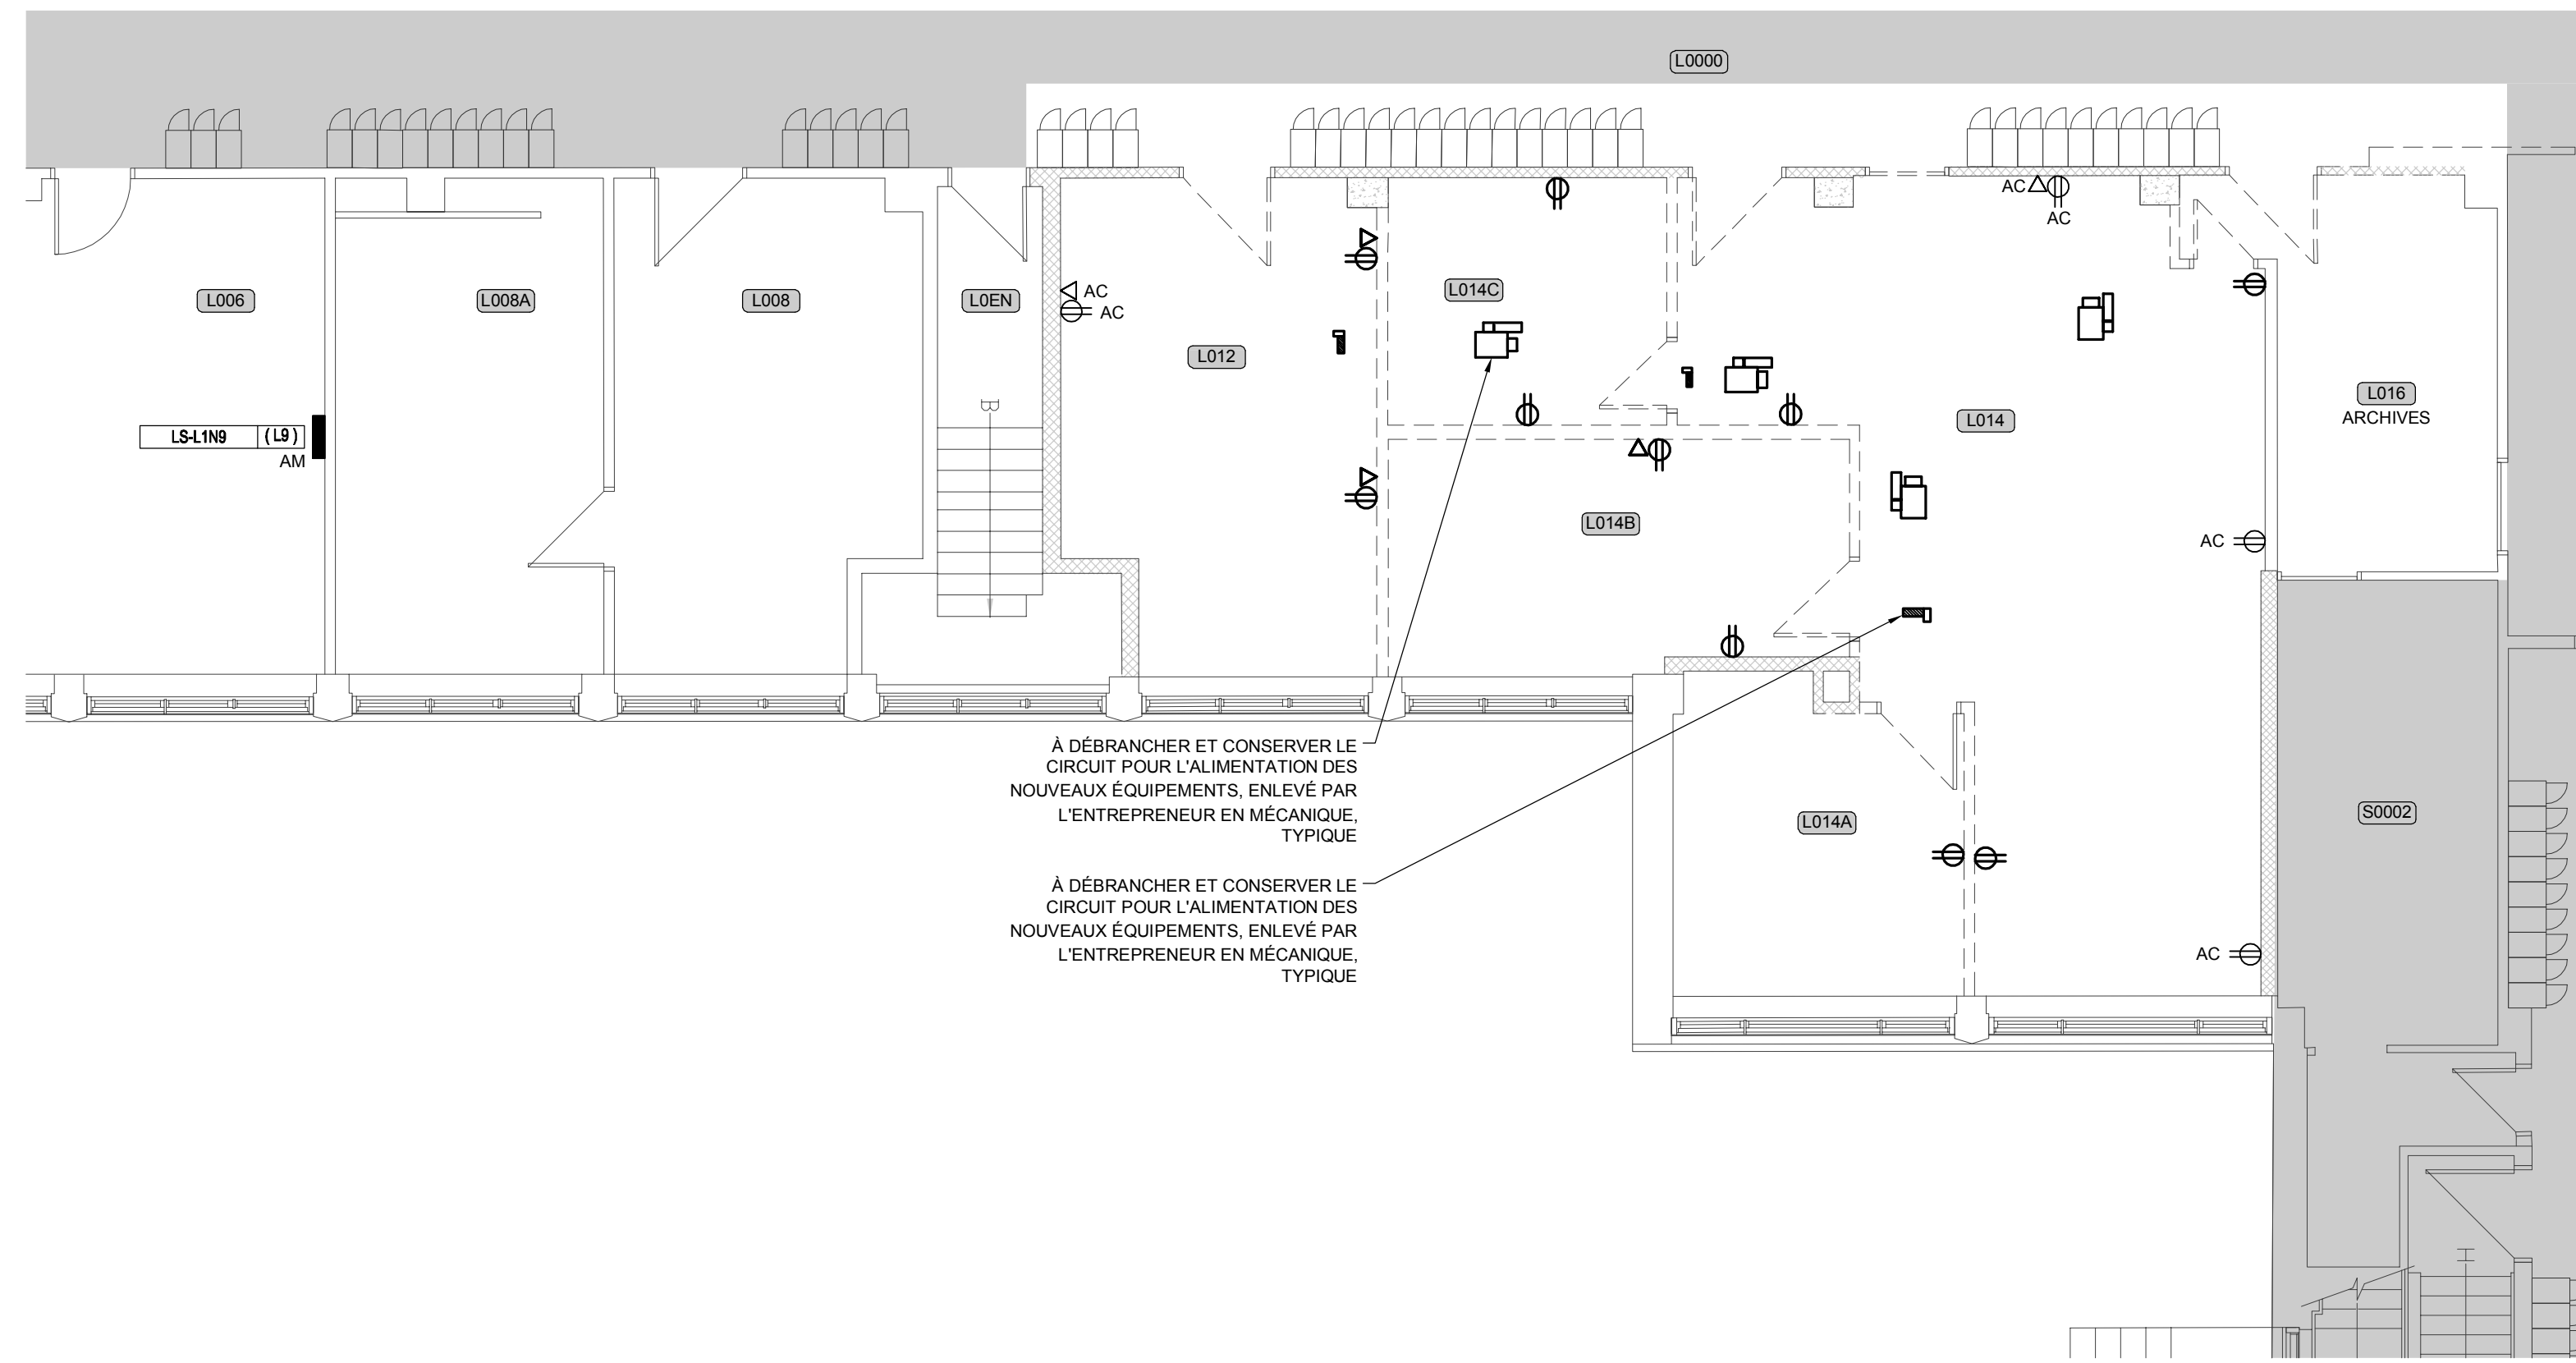 L0000
AC
AC
L006
L008A
L008
L0EN
AC
AC
L014C
L012
L016
ARCHIVES
L014
LS-L1N9 (L9)
AM
B
L014B
AC
À DÉBRANCHER ET CONSERVER LE
CIRCUIT POUR L'ALIMENTATION DES
NOUVEAUX ÉQUIPEMENTS, ENLEVÉ PAR
L'ENTREPRENEUR EN MÉCANIQUE,
TYPIQUE
L014A
S0002
À DÉBRANCHER ET CONSERVER LE
CIRCUIT POUR L'ALIMENTATION DES
NOUVEAUX ÉQUIPEMENTS, ENLEVÉ PAR
L'ENTREPRENEUR EN MÉCANIQUE,
TYPIQUE
AC
H